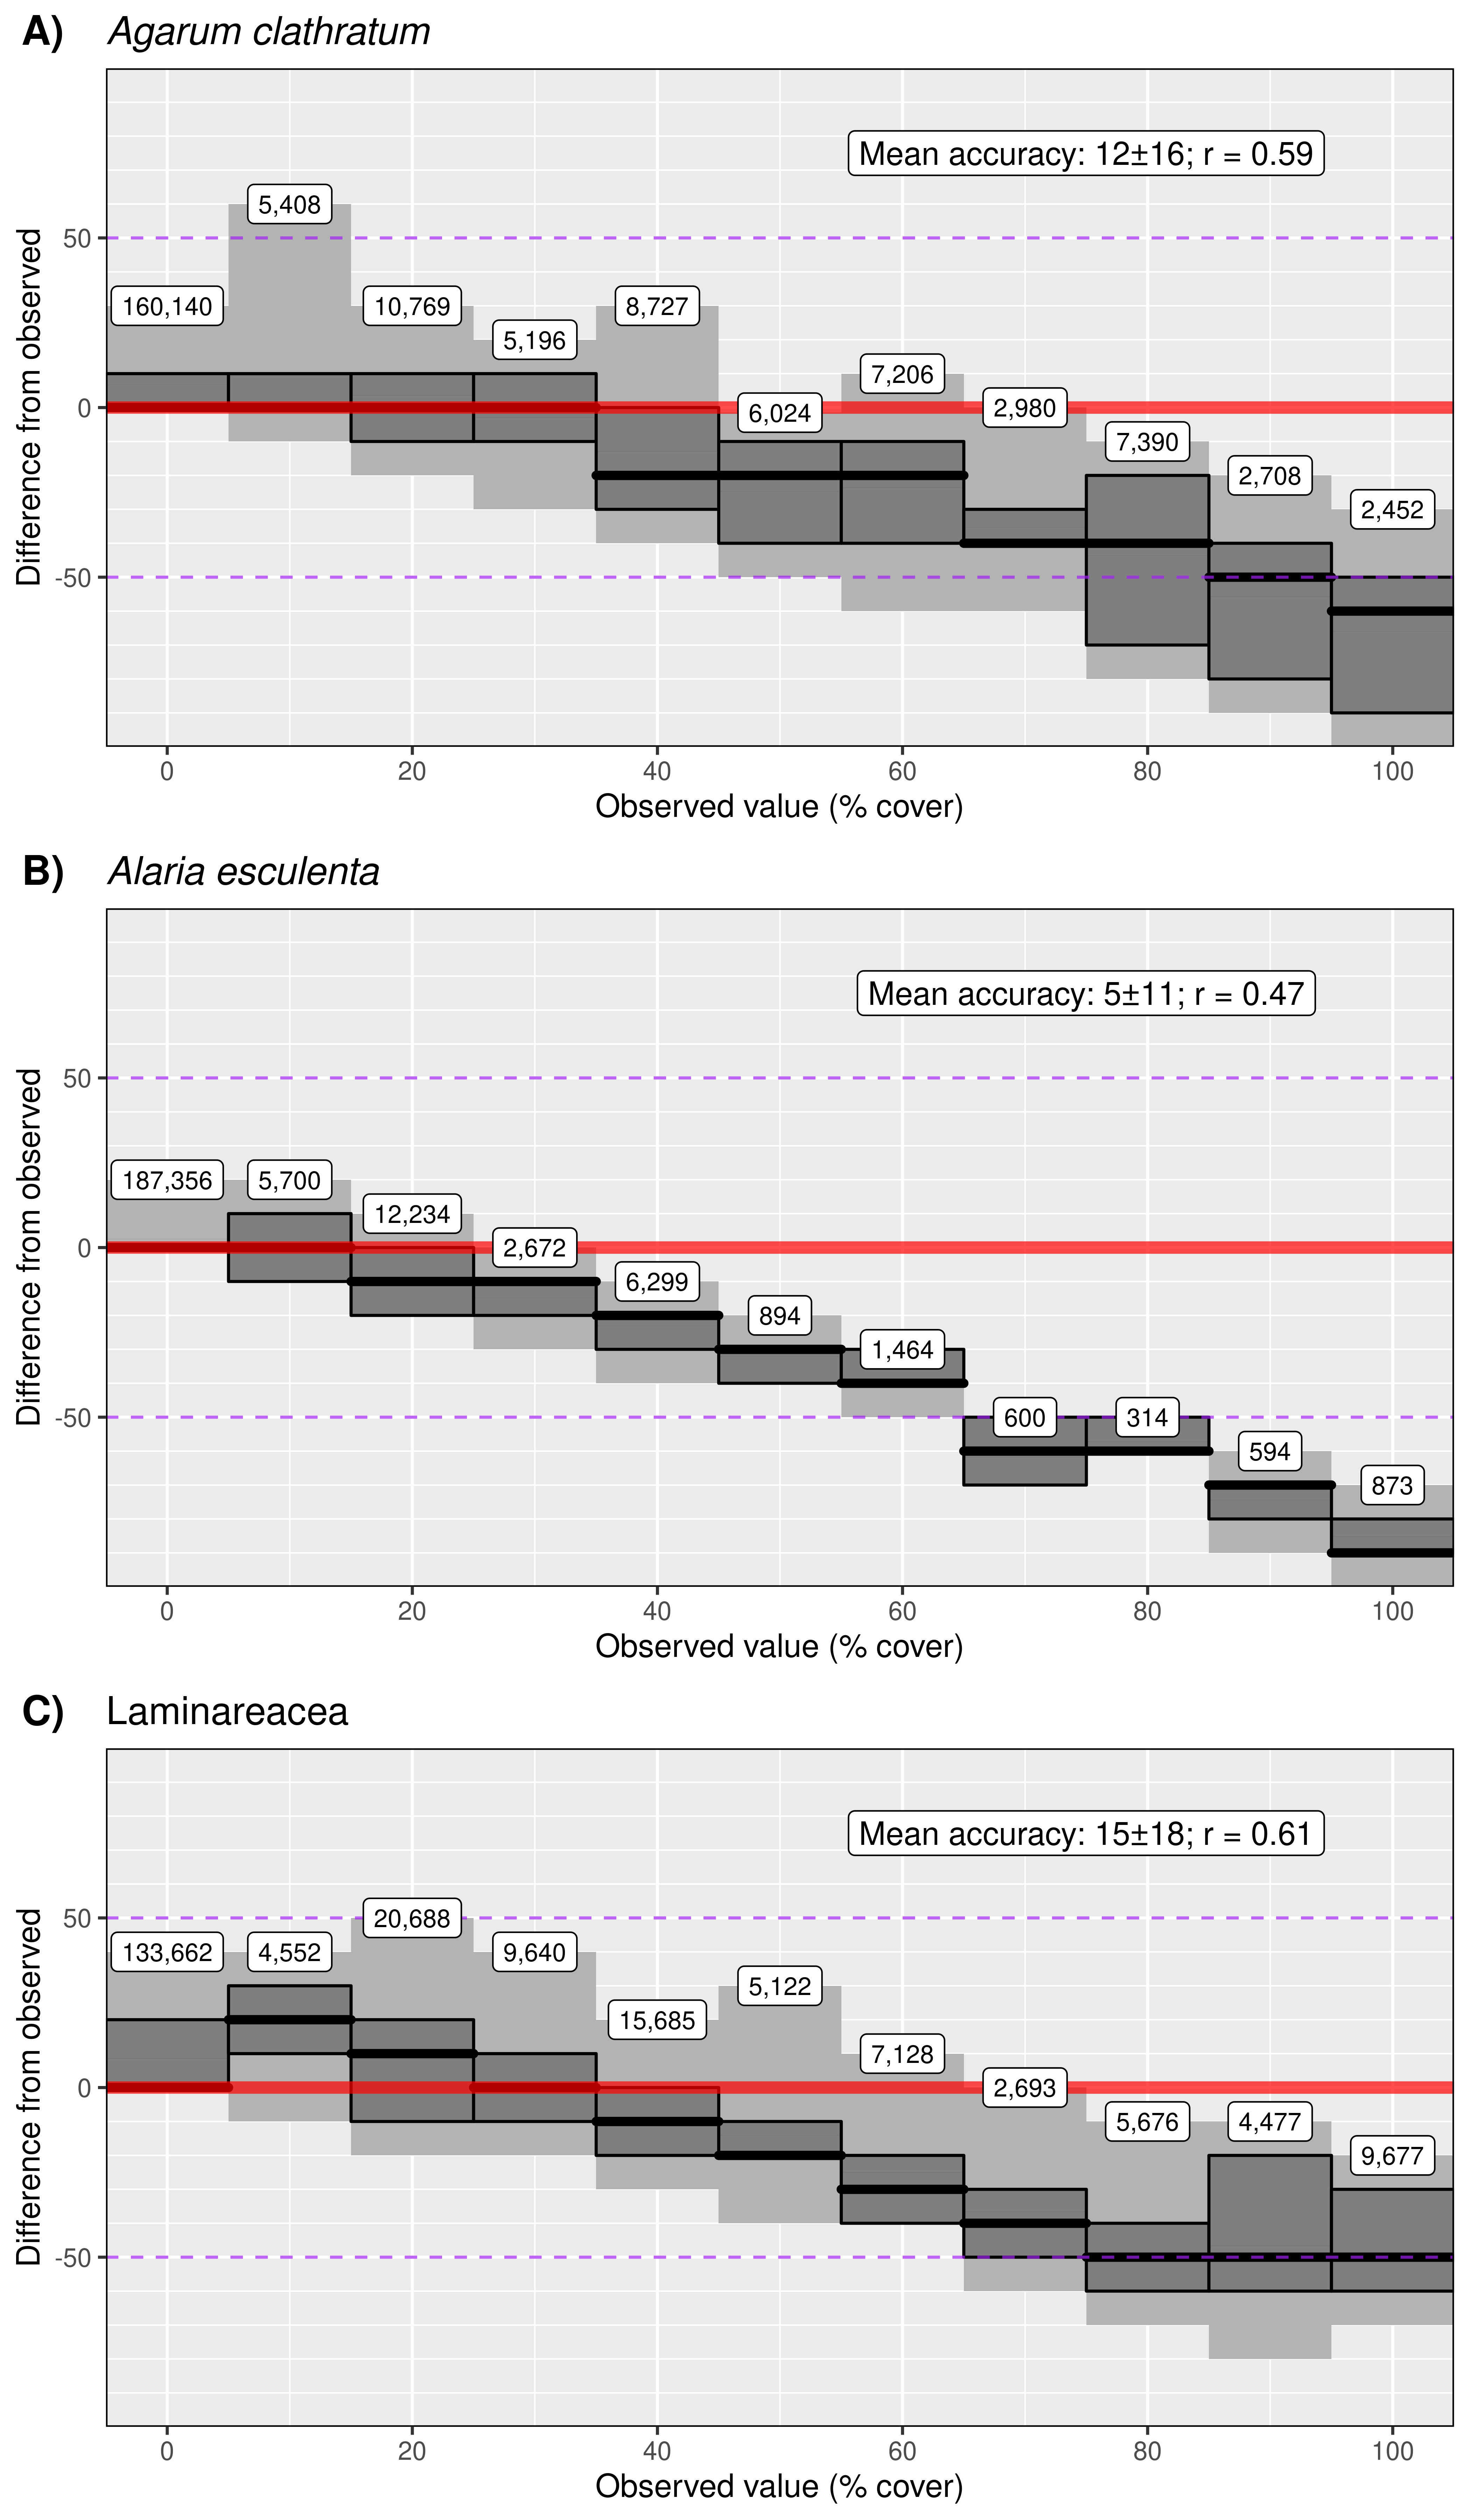 A) Agarum clathratum
Mean accuracy: 12±16; r = 0.59
5,408
50
160,140 10,769 8,727
5,196
7,206
0 6,024 2,980
7,390
2,708
2,452
-50
Difference from observed
0 20 40 60 80 100
Observed value (% cover)
B) Alaria esculenta
Mean accuracy: 5±11; r = 0.47
50
187,356 5,700
12,234
0 2,672
6,299
894
1,464
-50 600 314
594
873
Difference from observed
0 20 40 60 80 100
Observed value (% cover)
C) Laminareacea
Mean accuracy: 15±18; r = 0.61
50 20,688
133,662 4,552 9,640
5,122
15,685
7,128
0 2,693
5,676 4,477
9,677
-50
Difference from observed
0 20 40 60 80 100
Observed value (% cover)